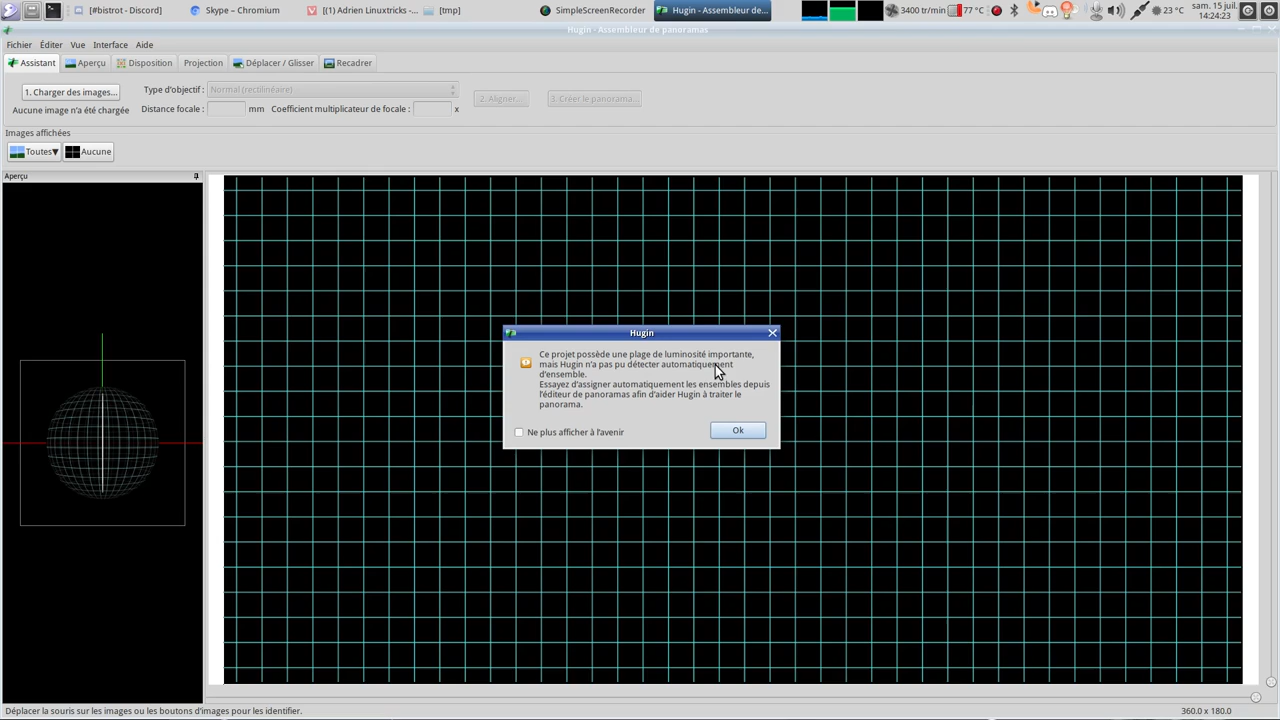 [#bistrot - Discord]
Skype – Chromium
[(1) Adrien Linuxtricks -...
[tmp]
SimpleScreenRecorder
Hugin - Assembleur de...
3400 tr/min
77 °C
23 °C
sam. 15 juil.
14:24:23
Hugin - Assembleur de panoramas
Fichier Éditer Vue Interface Aide
Assistant Aperçu Disposition Projection Déplacer / Glisser Recadrer
1. Charger des images...
Aucune image n'a été chargée
Type d'objectif : Normal (rectilinéaire)
Distance focale : mm Coefficient multiplicateur de focale : x
2. Aligner...
3. Créer le panorama...
Images affichées
Toutes▼ Aucune
Aperçu
Hugin
Ce projet possède une plage de luminosité importante,
mais Hugin n'a pas pu détecter automatiquement
d'ensemble.
Essayez d'assigner automatiquement les ensembles depuis
l'éditeur de panoramas afin d'aider Hugin à traiter le
panorama.
Ne plus afficher à l'avenir
Ok
Déplacer la souris sur les images ou les boutons d'images pour les identifier.
360.0 x 180.0